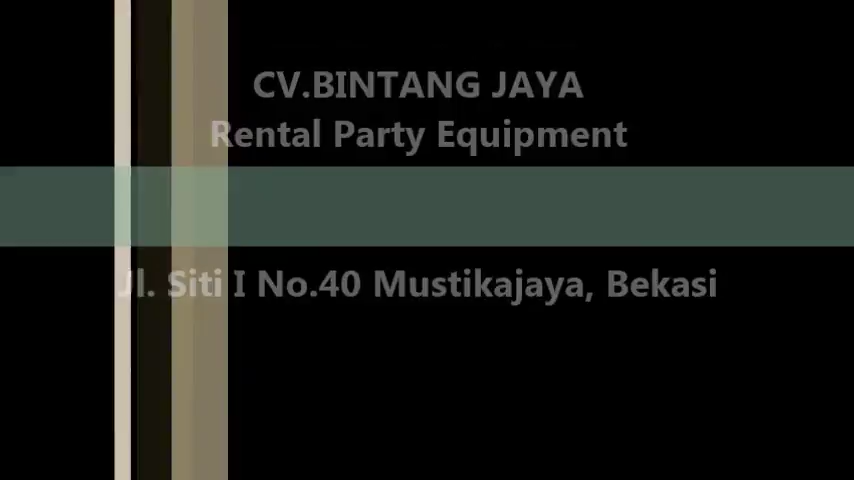 CV.BINTANG JAYA
Rental Party Equipment
Jl. Siti I No.40 Mustikajaya, Bekasi